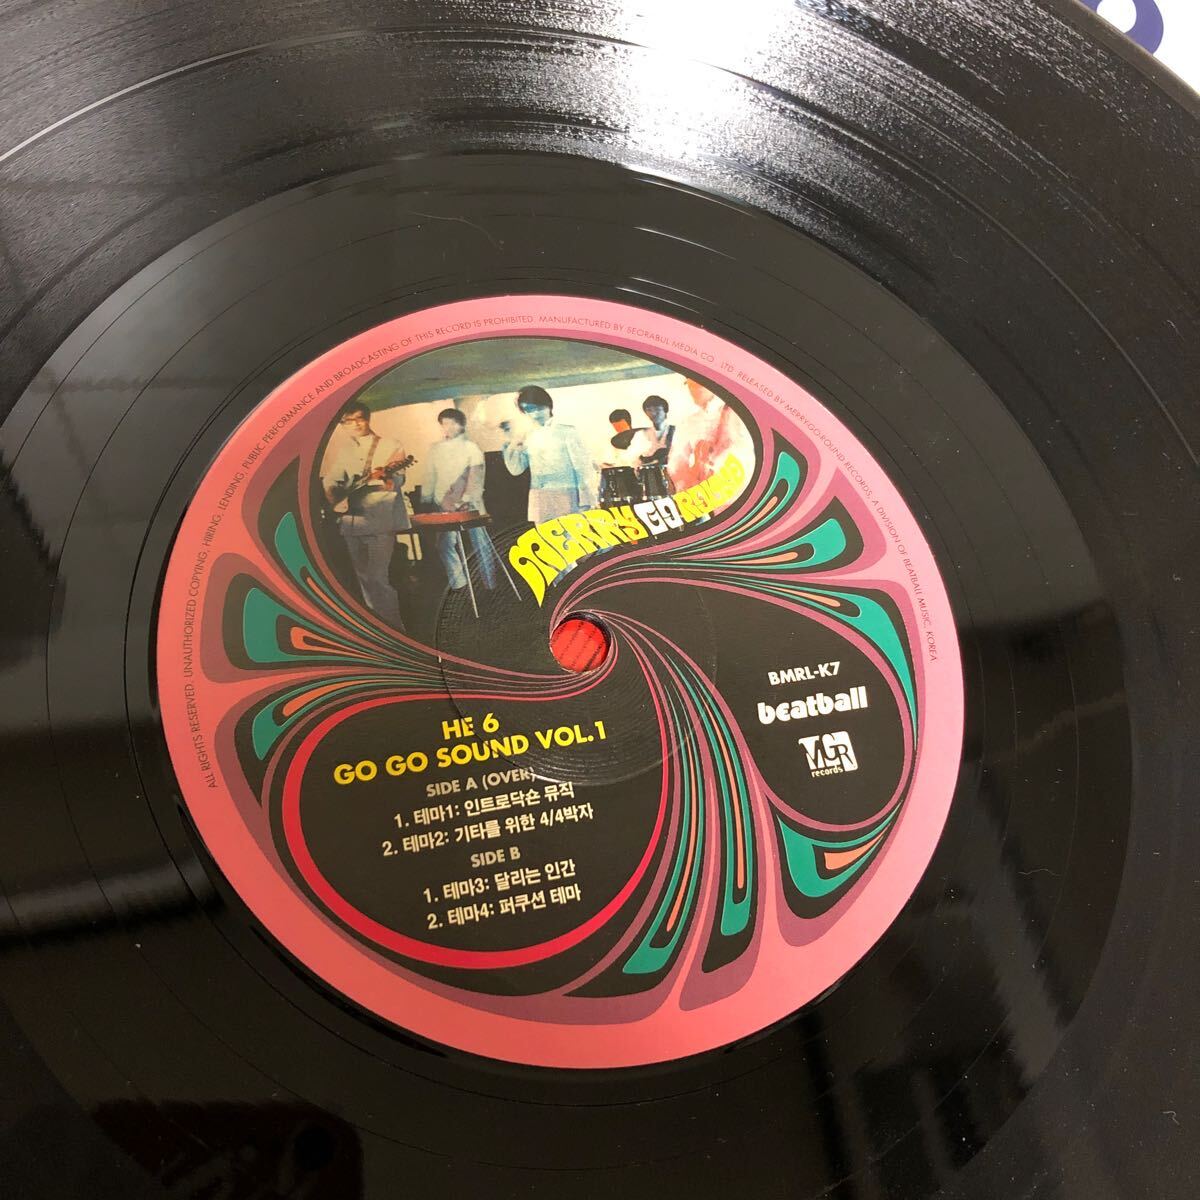 ALL RIGHTS RESERVED. UNAUTHORIZED COPYING, HIRING, LENDING, PUBLIC PERFORMANCE AND BROADCASTING OF THIS RECORD IS PROHIBITED. MANUFACTURED BY SEORABUL MEDIA CO., LTD. RELEASED BY MERRY-GO-ROUND RECORDS, A DIVISION OF BEATBALL MUSIC, KOREA
MERRY GO ROUND
BMRL-K7
beatball
MGR
records
HE 6
GO GO SOUND VOL.1
SIDE A (OVER)
1. 테마1: 인트로닥숀 뮤직
2. 테마2: 기타를 위한 4/4박자
SIDE B
1. 테마3: 달리는 인간
2. 테마4: 퍼쿠션 테마